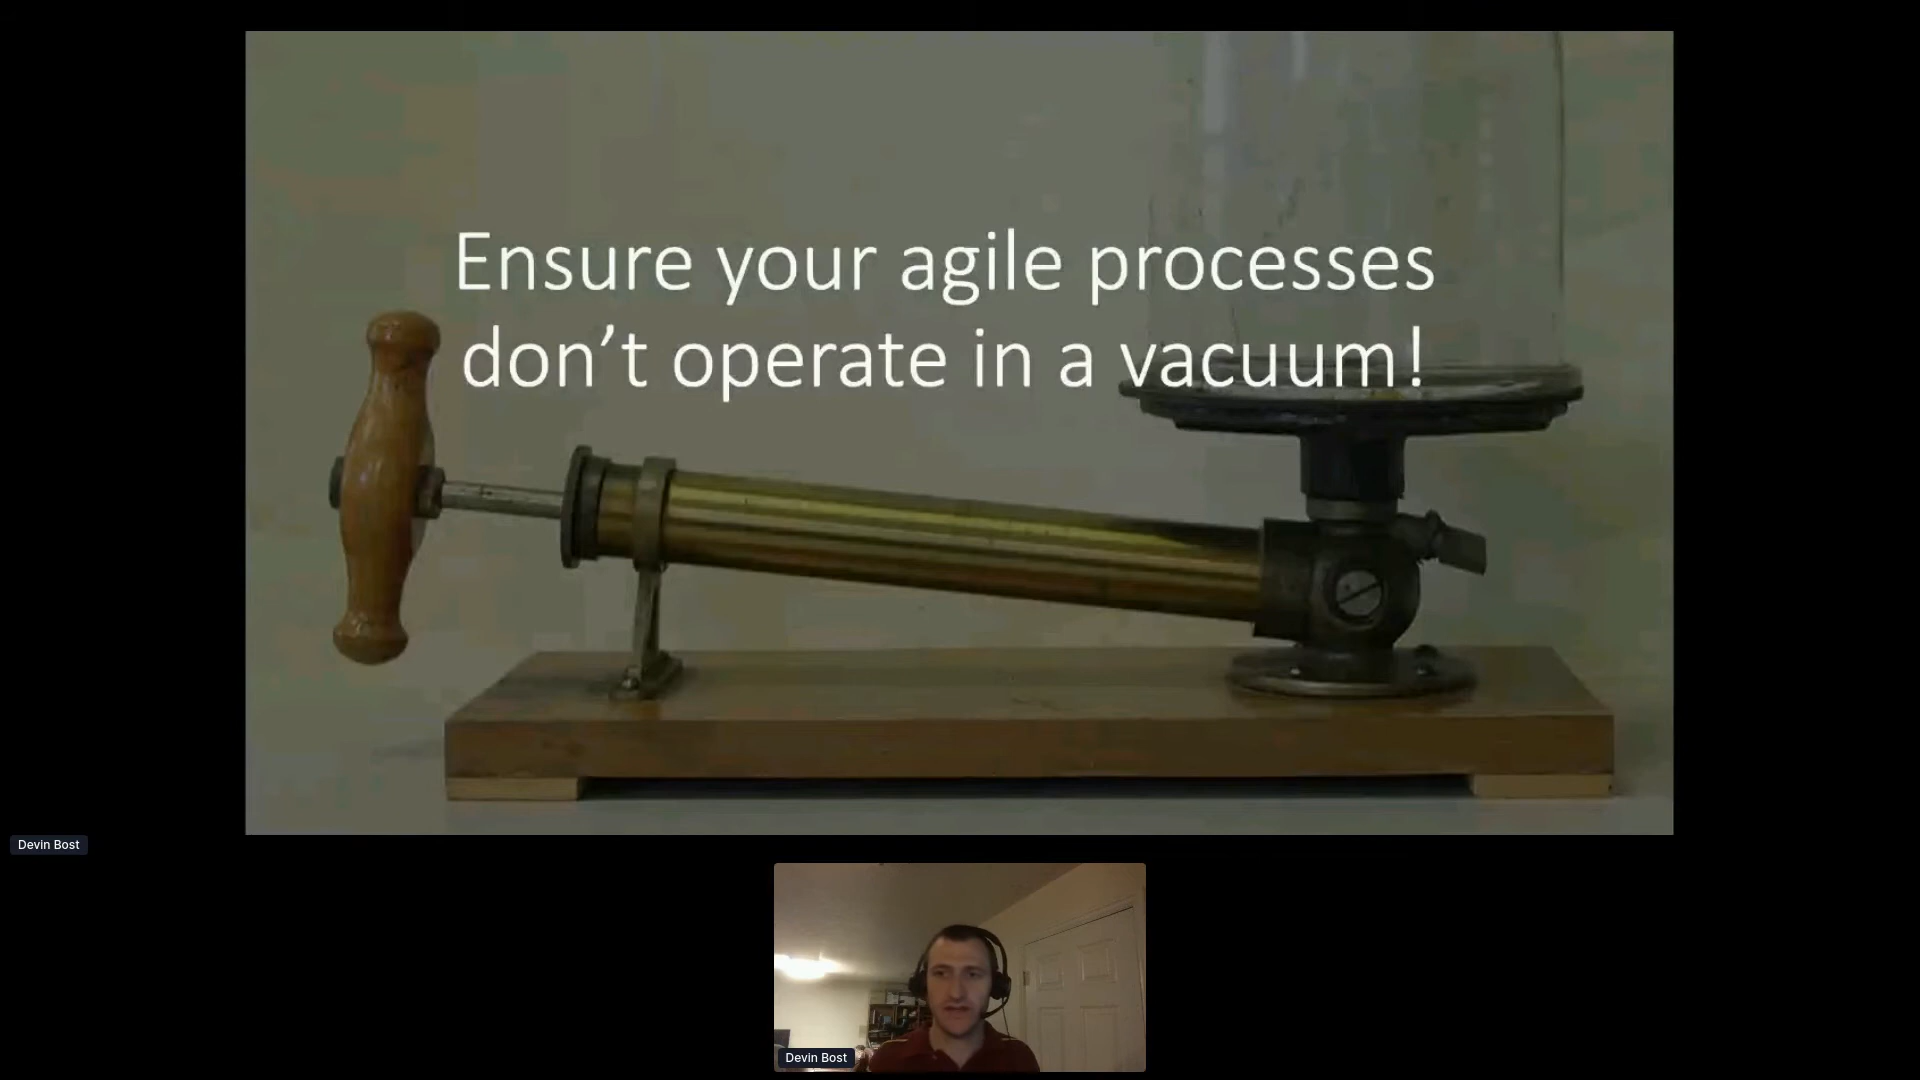 Ensure your agile processes
don’t operate in a vacuum!
Devin Bost
Devin Bost